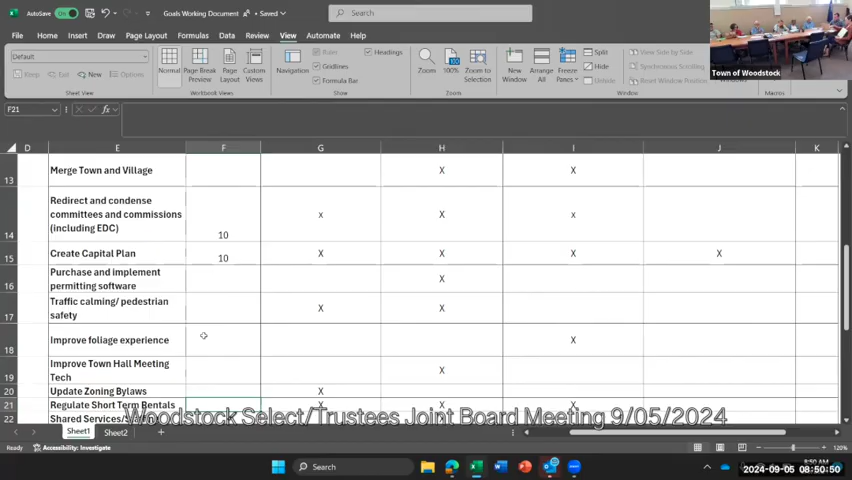 AutoSave On Goals Working Document • Saved Search
File Home Insert Draw Page Layout Formulas Data Review View Automate Help
Default
Keep Exit New Options
Normal Page Break Preview Page Layout Custom Views
Navigation
Ruler Headings
Gridlines
Formula Bar
Zoom 100% Zoom to Selection
New Window Arrange All Freeze Panes
Split
Hide
Unhide
View Side by Side
Synchronous Scrolling
Reset Window Position
Sheet View Workbook Views Show Zoom Window Macros
Town of Woodstock
F21 fx
D E F G H I J K
13 Merge Town and Village X X
14 Redirect and condense committees and commissions (including EDC) 10 x X x
15 Create Capital Plan 10 X X X X
16 Purchase and implement permitting software X
17 Traffic calming/ pedestrian safety X X
18 Improve foliage experience X
19 Improve Town Hall Meeting Tech X
20 Update Zoning Bylaws X
21 Regulate Short Term Rentals X X X
22
Woodstock Select/Trustees Joint Board Meeting 9/05/2024
Sheet1 Sheet2 +
Ready Accessibility: Investigate 120%
Search
2024-09-05 08:50:50